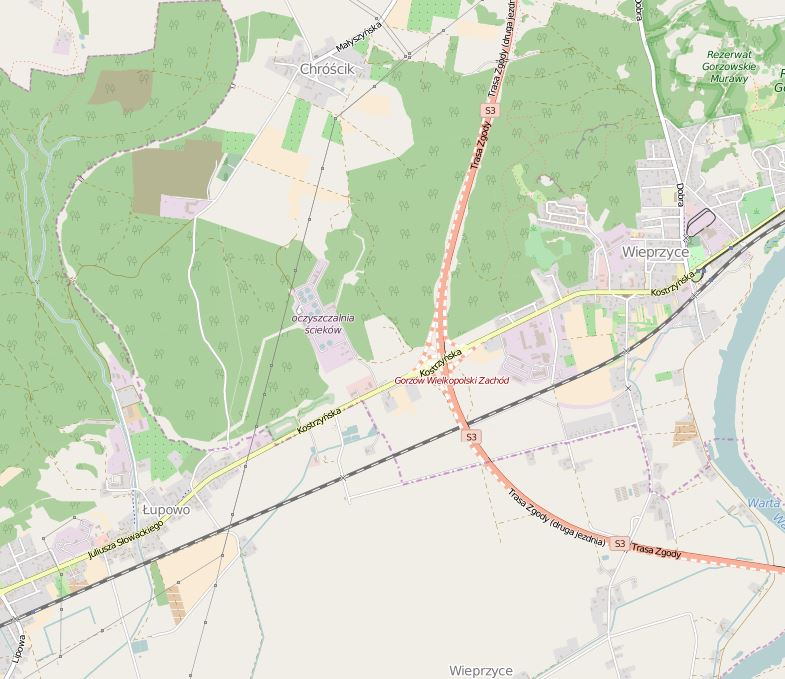 Trasa Zgody (druga jezdnia)
Dobra
Małyszyńska
Chróścik
Rezerwat
Gorzowskie
Murawy
S3
Trasa Zgody
Dobra
Wieprzyce
Kostrzyńska
oczyszczalnia
ścieków
Kostrzyńska
Gorzów Wielkopolski Zachód
Kostrzyńska
S3
Łupowo
Juliusza Słowackiego
Trasa Zgody (druga jezdnia)
S3
Trasa Zgody
Warta
Lipowa
Wieprzyce